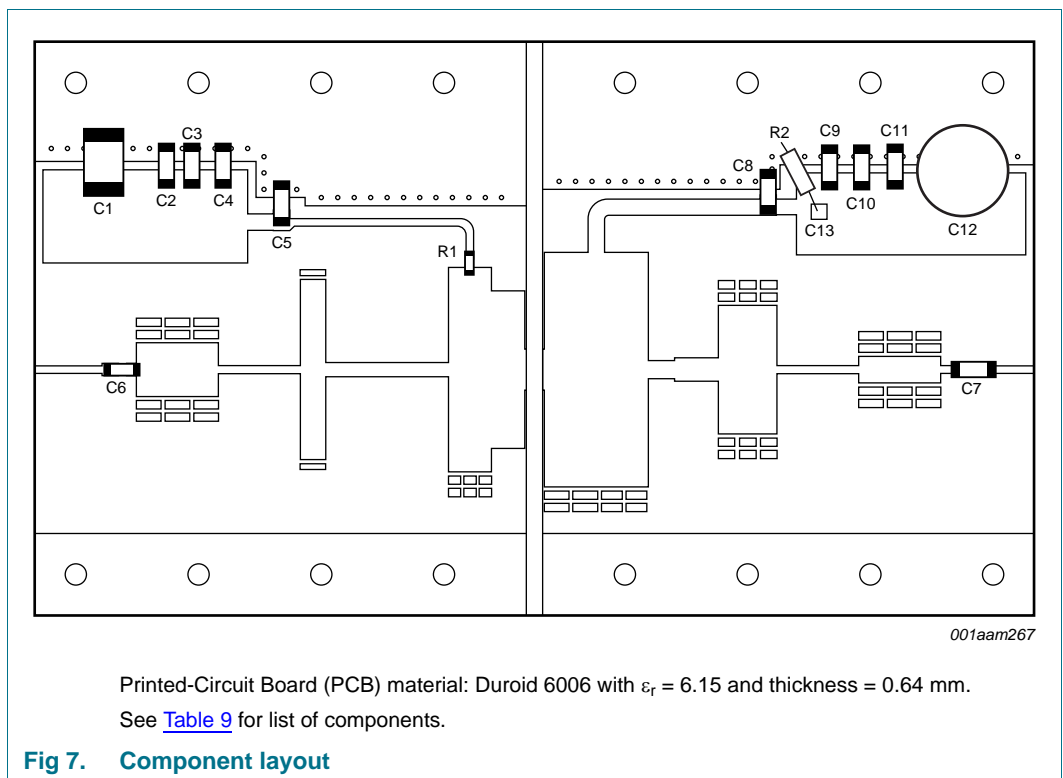 R2
C9
C11
C3
C8
C1
C2
C4
C10
C13
C12
C5
R1
C6
C7
001aam267
Printed-Circuit Board (PCB) material: Duroid 6006 with εr = 6.15 and thickness = 0.64 mm.
See Table 9 for list of components.
Fig 7. Component layout